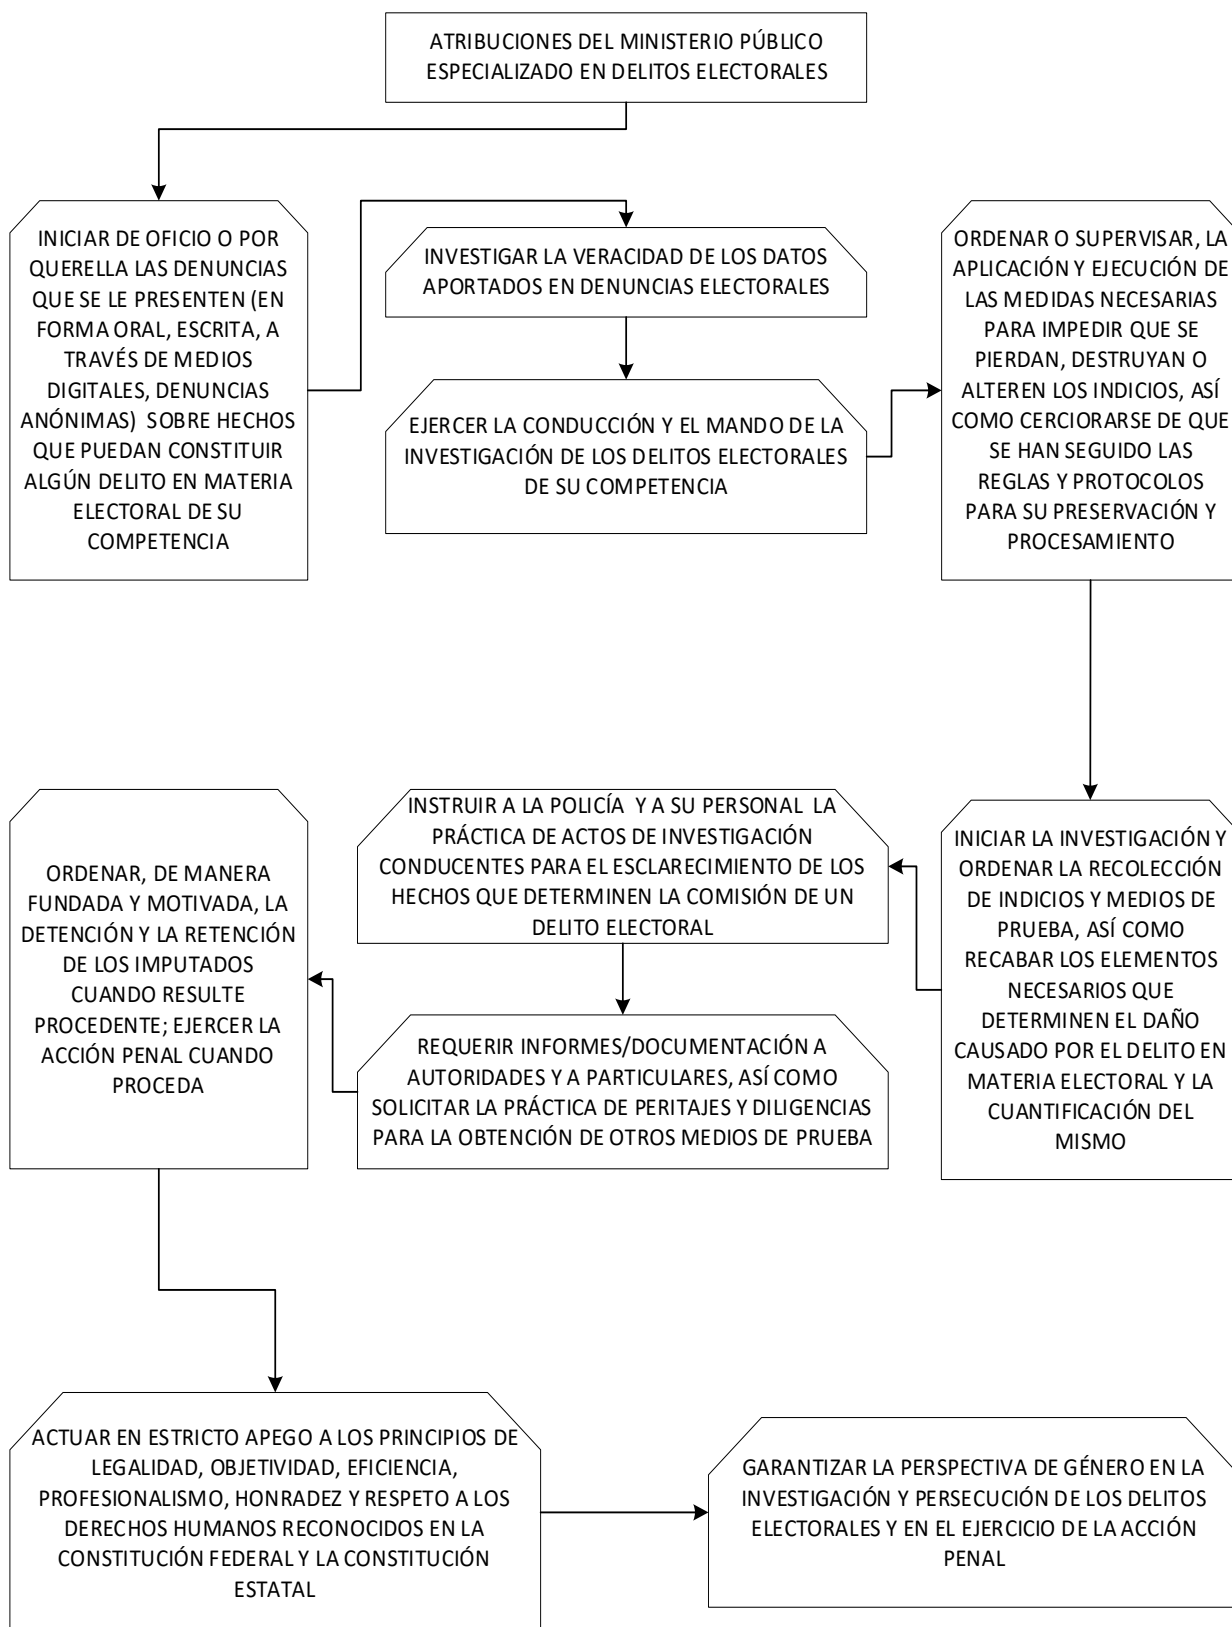 ATRIBUCIONES DEL MINISTERIO PÚBLICO
ESPECIALIZADO EN DELITOS ELECTORALES
INICIAR DE OFICIO O POR
QUERELLA LAS DENUNCIAS
QUE SE LE PRESENTEN (EN
FORMA ORAL, ESCRITA, A
TRAVÉS DE MEDIOS
DIGITALES, DENUNCIAS
ANÓNIMAS) SOBRE HECHOS
QUE PUEDAN CONSTITUIR
ALGÚN DELITO EN MATERIA
ELECTORAL DE SU
COMPETENCIA
INVESTIGAR LA VERACIDAD DE LOS DATOS
APORTADOS EN DENUNCIAS ELECTORALES
EJERCER LA CONDUCCIÓN Y EL MANDO DE LA
INVESTIGACIÓN DE LOS DELITOS ELECTORALES
DE SU COMPETENCIA
ORDENAR O SUPERVISAR, LA
APLICACIÓN Y EJECUCIÓN DE
LAS MEDIDAS NECESARIAS
PARA IMPEDIR QUE SE
PIERDAN, DESTRUYAN O
ALTEREN LOS INDICIOS, ASÍ
COMO CERCIORARSE DE QUE
SE HAN SEGUIDO LAS
REGLAS Y PROTOCOLOS
PARA SU PRESERVACIÓN Y
PROCESAMIENTO
INICIAR LA INVESTIGACIÓN Y
ORDENAR LA RECOLECCIÓN
DE INDICIOS Y MEDIOS DE
PRUEBA, ASÍ COMO
RECABAR LOS ELEMENTOS
NECESARIOS QUE
DETERMINEN EL DAÑO
CAUSADO POR EL DELITO EN
MATERIA ELECTORAL Y LA
CUANTIFICACIÓN DEL
MISMO
INSTRUIR A LA POLICÍA Y A SU PERSONAL LA
PRÁCTICA DE ACTOS DE INVESTIGACIÓN
CONDUCENTES PARA EL ESCLARECIMIENTO DE LOS
HECHOS QUE DETERMINEN LA COMISIÓN DE UN
DELITO ELECTORAL
REQUERIR INFORMES/DOCUMENTACIÓN A
AUTORIDADES Y A PARTICULARES, ASÍ COMO
SOLICITAR LA PRÁCTICA DE PERITAJES Y DILIGENCIAS
PARA LA OBTENCIÓN DE OTROS MEDIOS DE PRUEBA
ORDENAR, DE MANERA
FUNDADA Y MOTIVADA, LA
DETENCIÓN Y LA RETENCIÓN
DE LOS IMPUTADOS
CUANDO RESULTE
PROCEDENTE; EJERCER LA
ACCIÓN PENAL CUANDO
PROCEDA
ACTUAR EN ESTRICTO APEGO A LOS PRINCIPIOS DE
LEGALIDAD, OBJETIVIDAD, EFICIENCIA,
PROFESIONALISMO, HONRADEZ Y RESPETO A LOS
DERECHOS HUMANOS RECONOCIDOS EN LA
CONSTITUCIÓN FEDERAL Y LA CONSTITUCIÓN
ESTATAL
GARANTIZAR LA PERSPECTIVA DE GÉNERO EN LA
INVESTIGACIÓN Y PERSECUCIÓN DE LOS DELITOS
ELECTORALES Y EN EL EJERCICIO DE LA ACCIÓN
PENAL